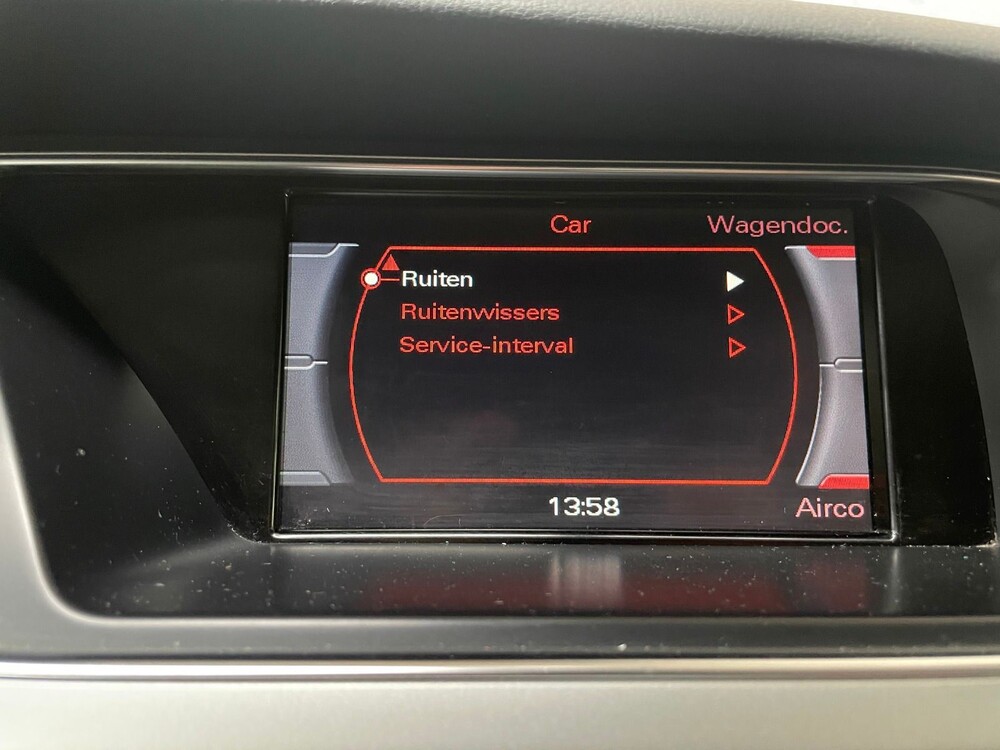 Car
Wagendoc.
Ruiten
Ruitenwissers
Service-interval
13:58
Airco